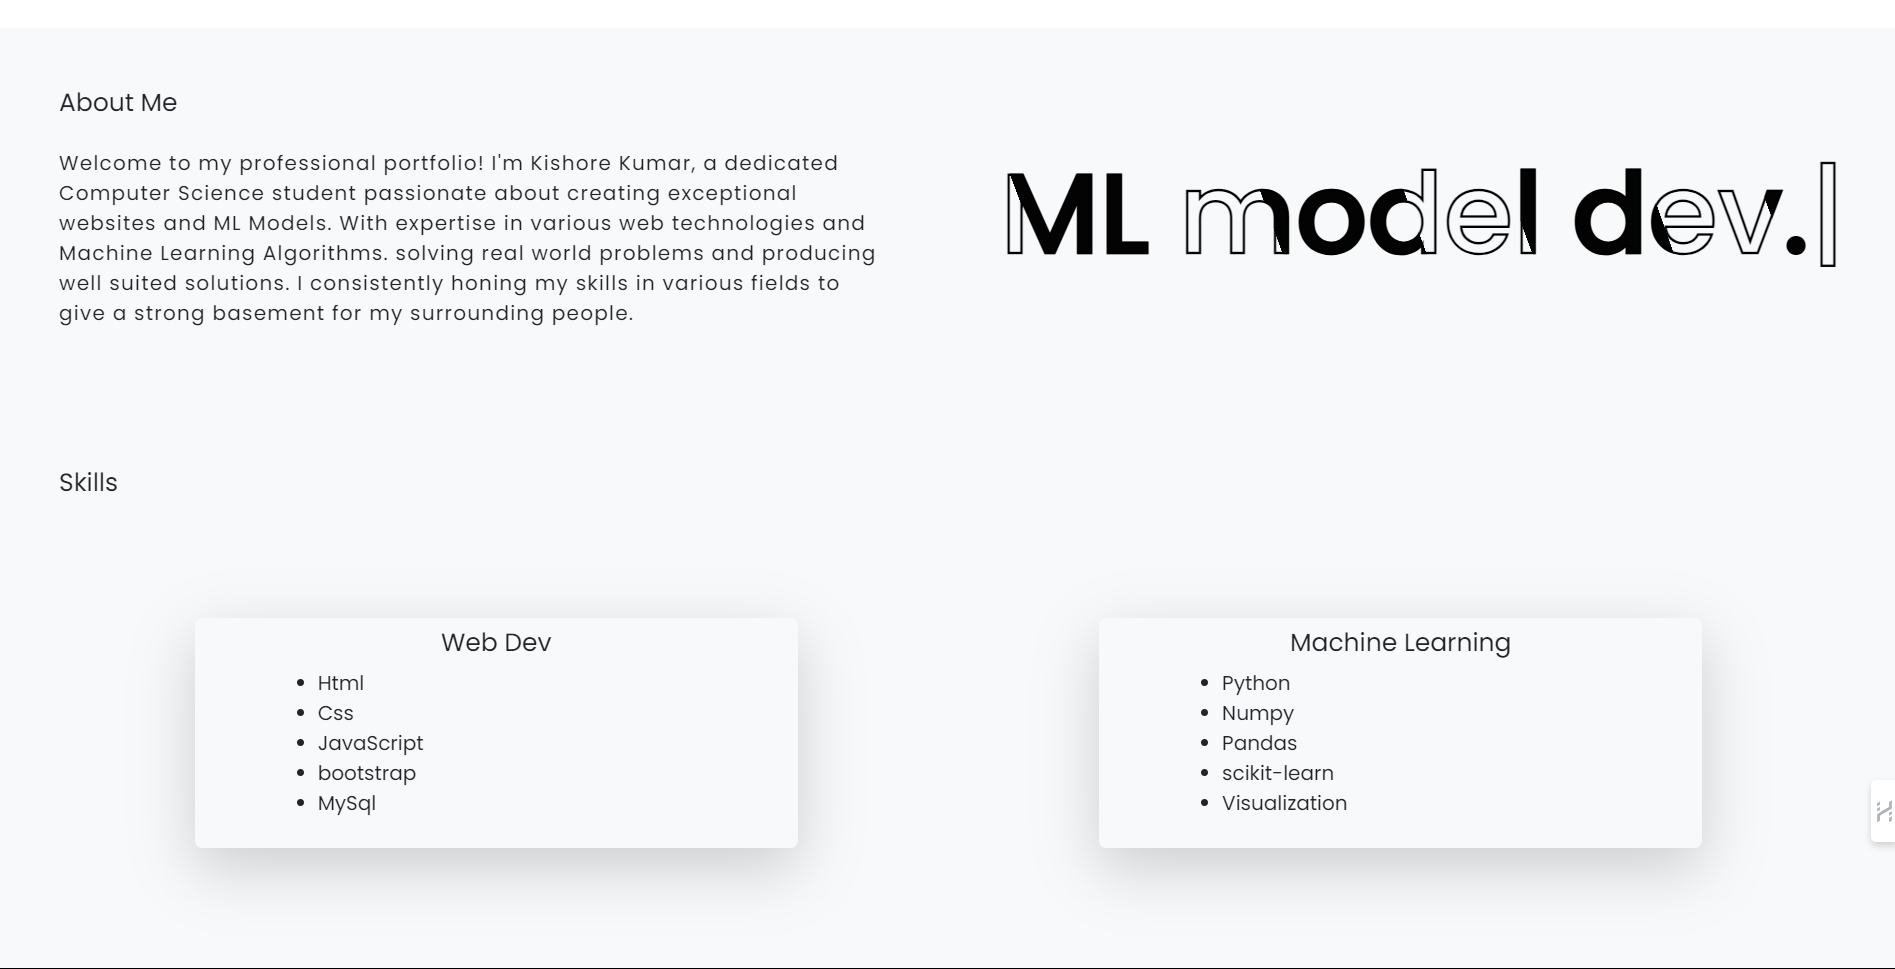 About Me
Welcome to my professional portfolio! I'm Kishore Kumar, a dedicated
Computer Science student passionate about creating exceptional
websites and ML Models. With expertise in various web technologies and
Machine Learning Algorithms. solving real world problems and producing
well suited solutions. I consistently honing my skills in various fields to
give a strong basement for my surrounding people.
ML model dev.|
Skills
Web Dev
Html
Css
JavaScript
bootstrap
MySql
Machine Learning
Python
Numpy
Pandas
scikit-learn
Visualization